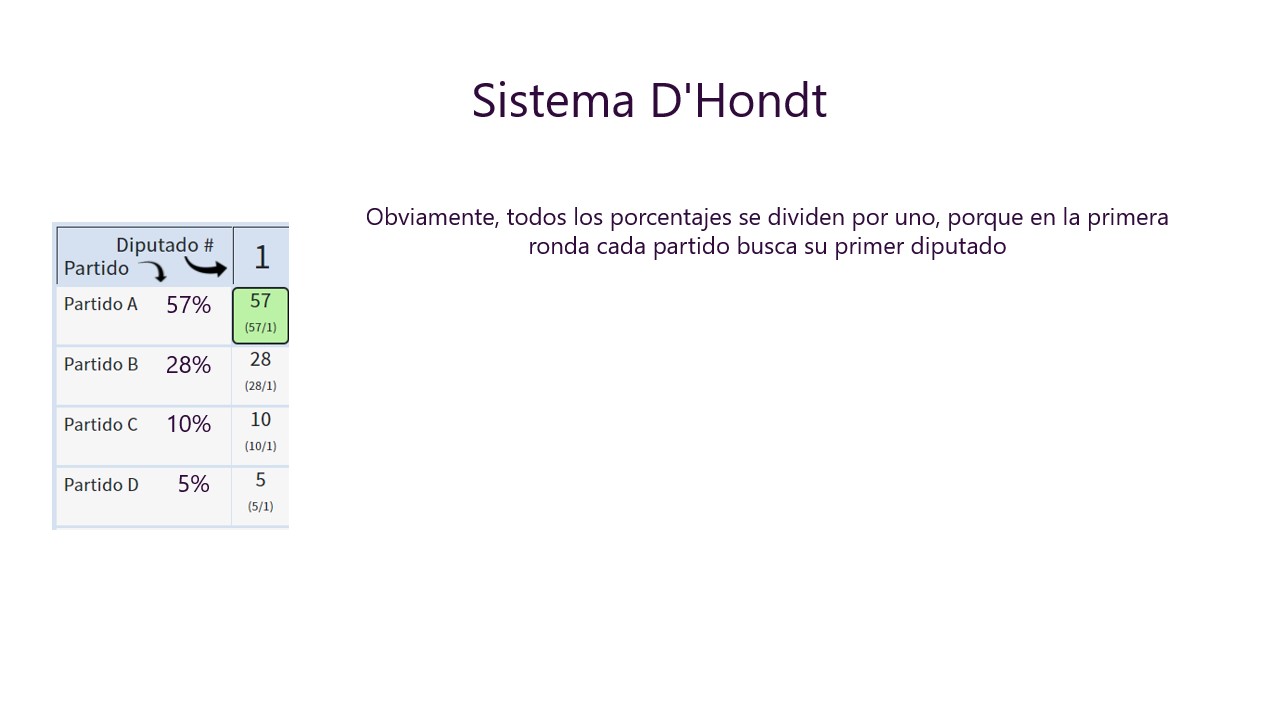 Sistema D'Hondt
Obviamente, todos los porcentajes se dividen por uno, porque en la primera
ronda cada partido busca su primer diputado
Diputado # 1
Partido
Partido A 57% 57
(57/1)
Partido B 28% 28
(28/1)
Partido C 10% 10
(10/1)
Partido D 5% 5
(5/1)